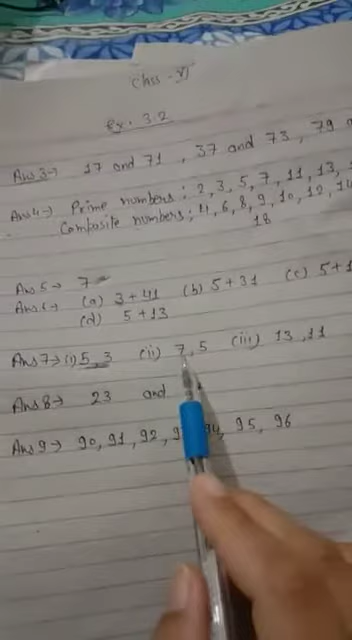 Class - VI
Ex. 3.2
Ans 3→ 17 and 71 , 37 and 73 , 79
Ans 4→ Prime numbers : 2, 3, 5, 7, 11, 13,
Composite numbers ; 4, 6, 8, 9, 10, 12, 14
18
Ans 5→ 7
Ans 6→ (a) 3+41 (b) 5+31 (c) 5+1
(d) 5+13
Ans 7→ (i) 5, 3 (ii) 7, 5 (iii) 13, 11
Ans 8→ 23 and
Ans 9→ 90, 91, 92, 94, 95, 96